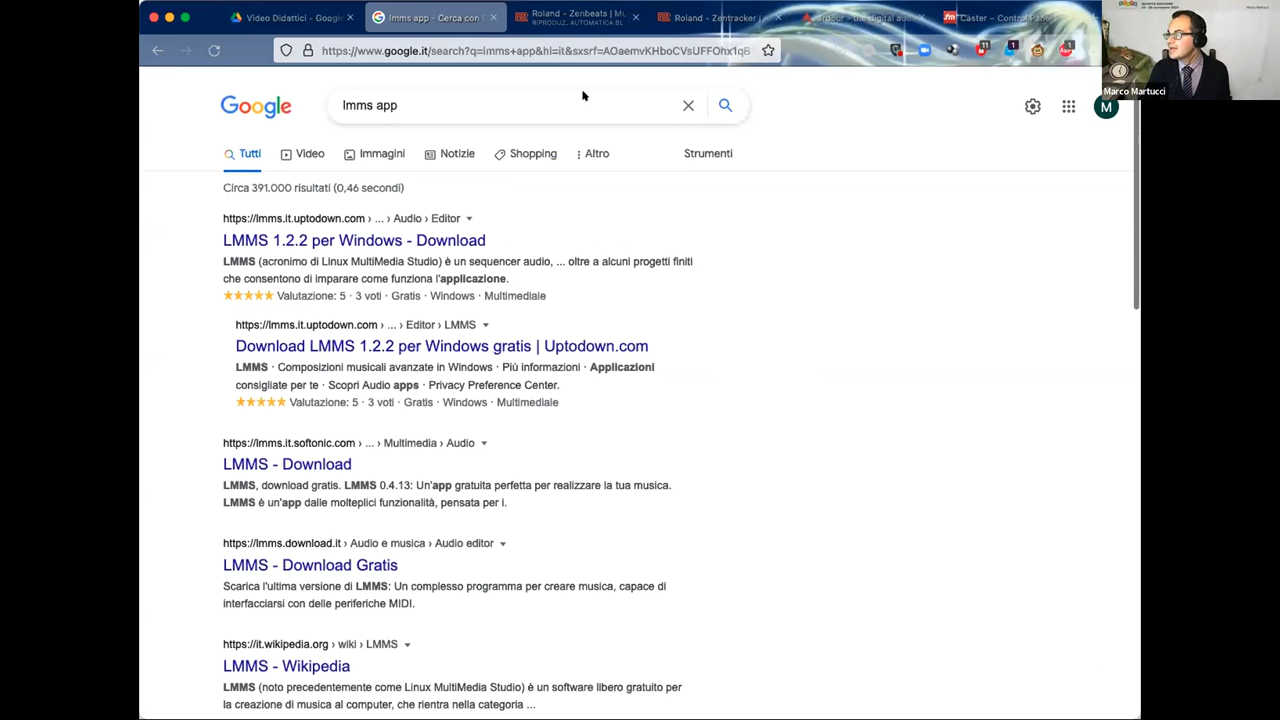 Video Didattici - Google
lmms app - Cerca con G
Roland - Zenbeats | Mu
RIPRODUZ. AUTOMATICA BL
Roland - Zentracker |
ardour - the digital au
Caster – Control Pane
https://www.google.it/search?q=lmms+app&hl=it&sxsrf=AOaemvKHboCVsUFFOhx1q6
11
1
1
Marco Martucci
Google
lmms app
M
Tutti
Video
Immagini
Notizie
Shopping
Altro
Strumenti
Circa 391.000 risultati (0,46 secondi)
https://lmms.it.uptodown.com › ... › Audio › Editor
LMMS 1.2.2 per Windows - Download
LMMS (acronimo di Linux MultiMedia Studio) è un sequencer audio, ... oltre a alcuni progetti finiti
che consentono di imparare come funziona l'applicazione.
★★★★★ Valutazione: 5 · 3 voti · Gratis · Windows · Multimediale
https://lmms.it.uptodown.com › ... › Editor › LMMS
Download LMMS 1.2.2 per Windows gratis | Uptodown.com
LMMS · Composizioni musicali avanzate in Windows · Più informazioni · Applicazioni
consigliate per te · Scopri Audio apps · Privacy Preference Center.
★★★★★ Valutazione: 5 · 3 voti · Gratis · Windows · Multimediale
https://lmms.it.softonic.com › ... › Multimedia › Audio
LMMS - Download
LMMS, download gratis. LMMS 0.4.13: Un'app gratuita perfetta per realizzare la tua musica.
LMMS è un'app dalle molteplici funzionalità, pensata per i.
https://lmms.download.it › Audio e musica › Audio editor
LMMS - Download Gratis
Scarica l'ultima versione di LMMS: Un complesso programma per creare musica, capace di
interfacciarsi con delle periferiche MIDI.
https://it.wikipedia.org › wiki › LMMS
LMMS - Wikipedia
LMMS (noto precedentemente come Linux MultiMedia Studio) è un software libero gratuito per
la creazione di musica al computer, che rientra nella categoria ...